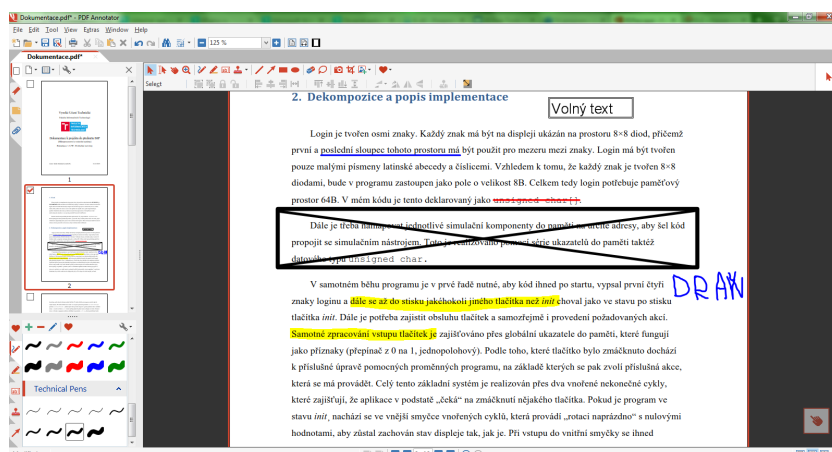 Dokumentace.pdf* - PDF Annotator
File Edit Tool View Extras Window Help
125 %
Dokumentace.pdf*
Select
1
2
Technical Pens
2. Dekompozice a popis implementace
Volný text
Login je tvořen osmi znaky. Každý znak má být na displeji ukázán na prostoru 8×8 diod, přičemž
první a poslední sloupec tohoto prostoru má být použit pro mezeru mezi znaky. Login má být tvořen
pouze malými písmeny latinské abecedy a číslicemi. Vzhledem k tomu, že každý znak je tvořen 8×8
diodami, bude v programu zastoupen jako pole o velikost 8B. Celkem tedy login potřebuje paměťový
prostor 64B. V mém kódu je tento deklarovaný jako unsigned char[].
Dále je třeba namapovat jednotlivé simulační komponenty do paměti na určité adresy, aby šel kód
propojit se simulačním nástrojem. Toto je realizováno pomocí série ukazatelů do paměti taktéž
datového typu unsigned char.
V samotném běhu programu je v prvé řadě nutné, aby kód ihned po startu, vypsal první čtyři
znaky loginu a dále se až do stisku jakéhokoli jiného tlačítka než init choval jako ve stavu po stisku
DRAW
tlačítka init. Dále je potřeba zajistit obsluhu tlačítek a samozřejmě i provedení požadovaných akcí.
Samotné zpracování vstupu tlačítek je zajišťováno přes globální ukazatele do paměti, které fungují
jako příznaky (přepínač z 0 na 1, jednopolohový). Podle toho, které tlačítko bylo zmáčknuto dochází
k příslušné úpravě pomocných proměnných programu, na základě kterých se pak zvolí příslušná akce,
která se má provádět. Celý tento základní systém je realizován přes dva vnořené nekonečné cykly,
které zajišťují, že aplikace v podstatě „čeká“ na zmáčknutí nějakého tlačítka. Pokud je program ve
stavu init, nachází se ve vnější smyčce vnořených cyklů, která provádí „rotaci naprázdno“ s nulovými
hodnotami, aby zůstal zachován stav displeje tak, jak je. Při vstupu do vnitřní smyčky se ihned